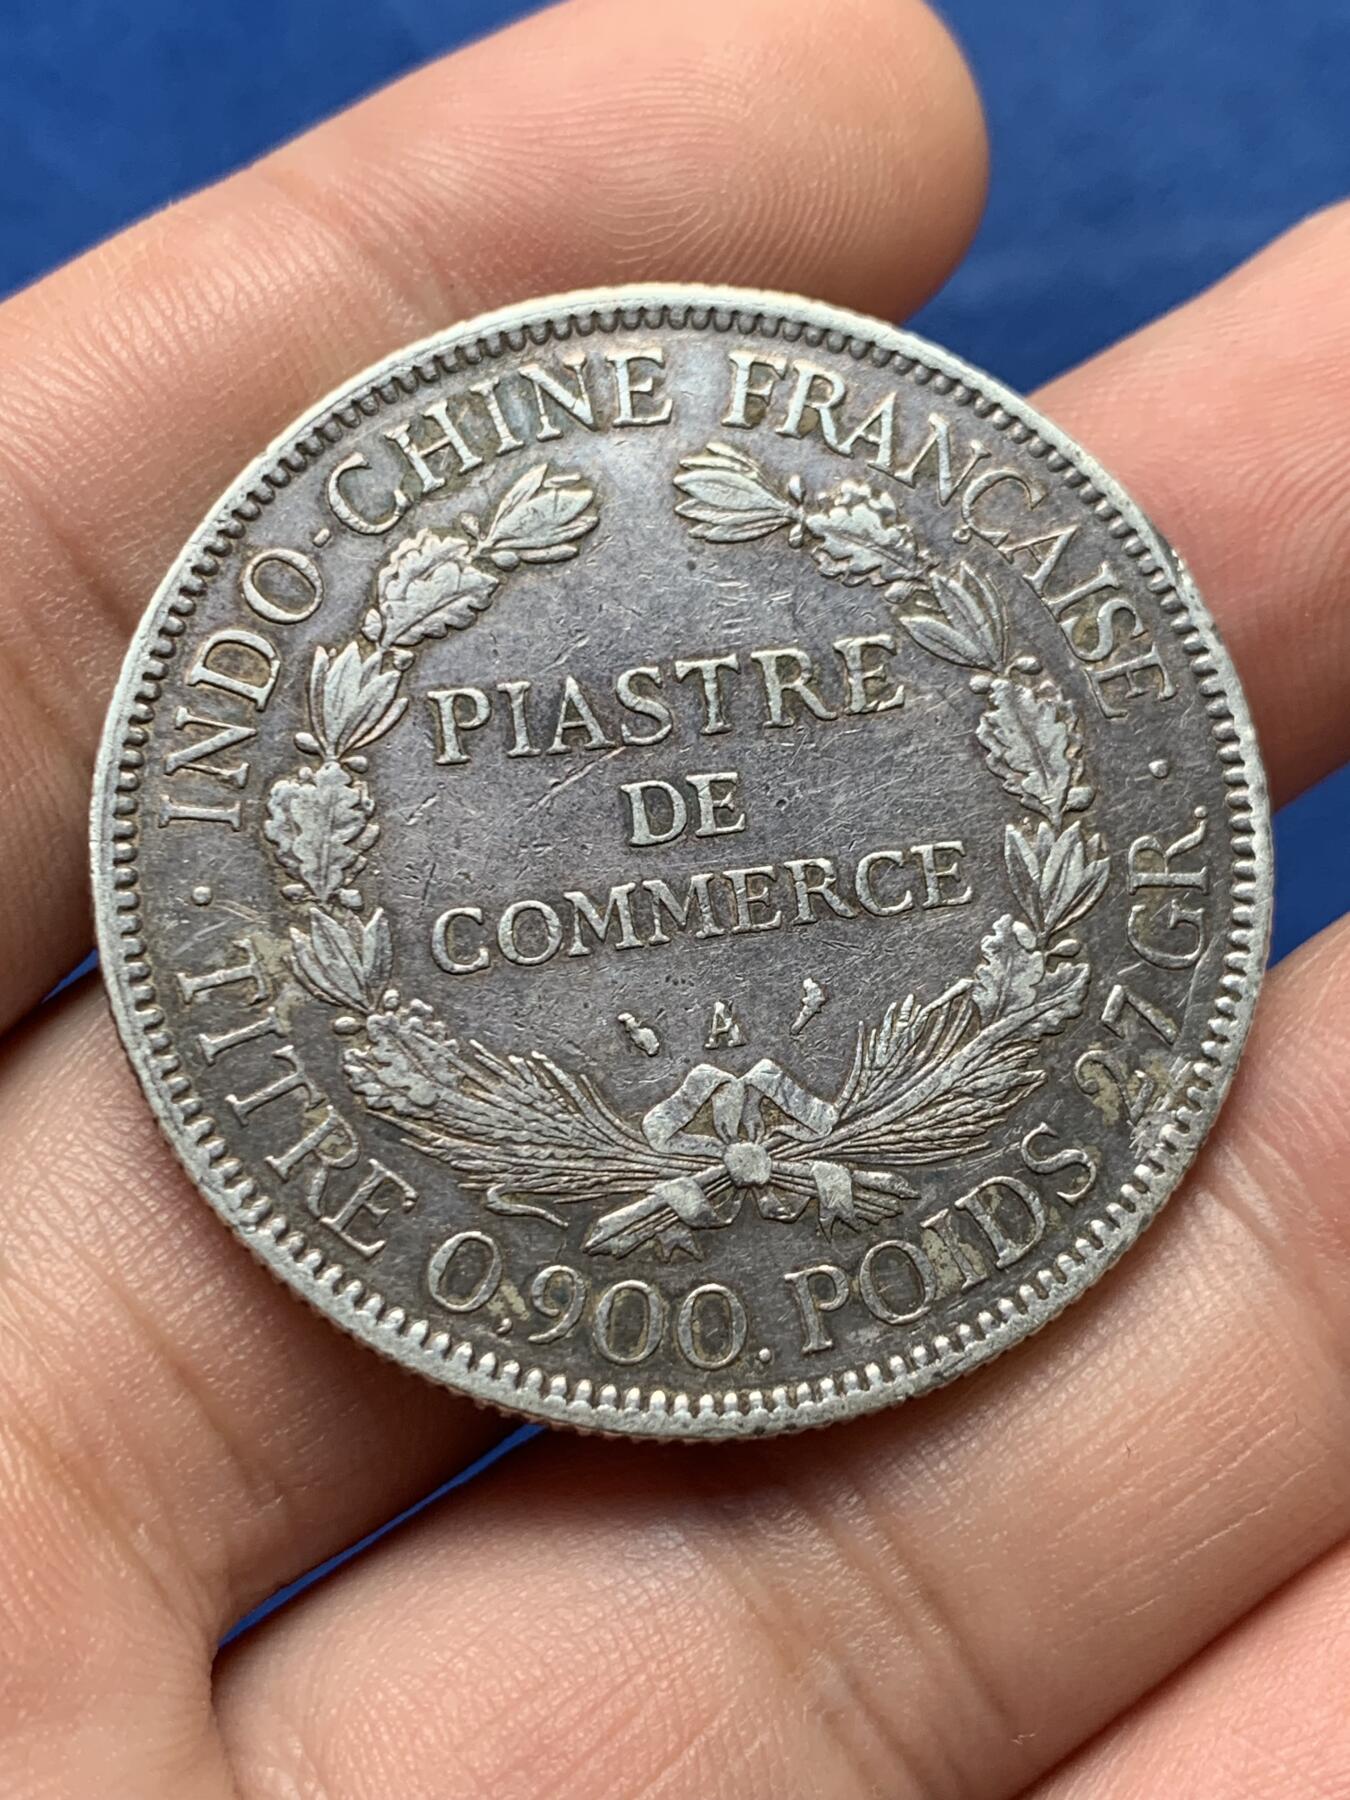 INDO-CHINE FRANÇAISE
PIASTRE
DE
COMMERCE
A
· TITRE 0,900. POIDS 27 GR. ·